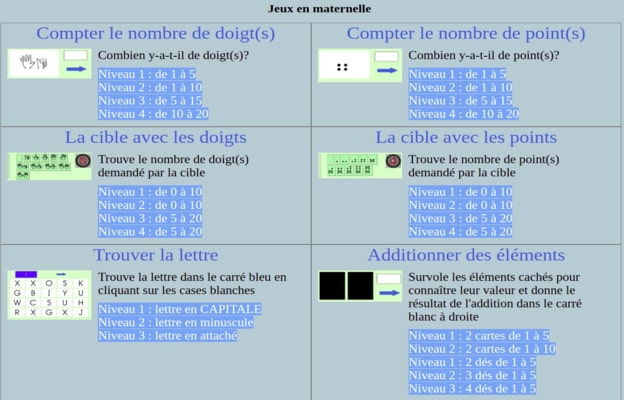 Jeux en maternelle
Compter le nombre de doigt(s)
Combien y-a-t-il de doigt(s)?
Niveau 1 : de 1 à 5
Niveau 2 : de 1 à 10
Niveau 3 : de 5 à 15
Niveau 4 : de 10 à 20
Compter le nombre de point(s)
Combien y-a-t-il de point(s)?
Niveau 1 : de 1 à 5
Niveau 2 : de 1 à 10
Niveau 3 : de 5 à 15
Niveau 4 : de 10 à 20
La cible avec les doigts
Trouve le nombre de doigt(s)
demandé par la cible
Niveau 1 : de 0 à 10
Niveau 2 : de 0 à 10
Niveau 3 : de 5 à 20
Niveau 4 : de 5 à 20
La cible avec les points
Trouve le nombre de point(s)
demandé par la cible
Niveau 1 : de 0 à 10
Niveau 2 : de 0 à 10
Niveau 3 : de 5 à 20
Niveau 4 : de 5 à 20
Trouver la lettre
X X O S K
G B I Y U
W C S U H
R X G X J
Trouve la lettre dans le carré bleu en
cliquant sur les cases blanches
Niveau 1 : lettre en CAPITALE
Niveau 2 : lettre en minuscule
Niveau 3 : lettre en attaché
Additionner des éléments
Survole les éléments cachés pour
connaître leur valeur et donne le
résultat de l'addition dans le carré
blanc à droite
Niveau 1 : 2 cartes de 1 à 5
Niveau 2 : 2 cartes de 1 à 10
Niveau 1 : 2 dés de 1 à 5
Niveau 2 : 3 dés de 1 à 5
Niveau 3 : 4 dés de 1 à 5